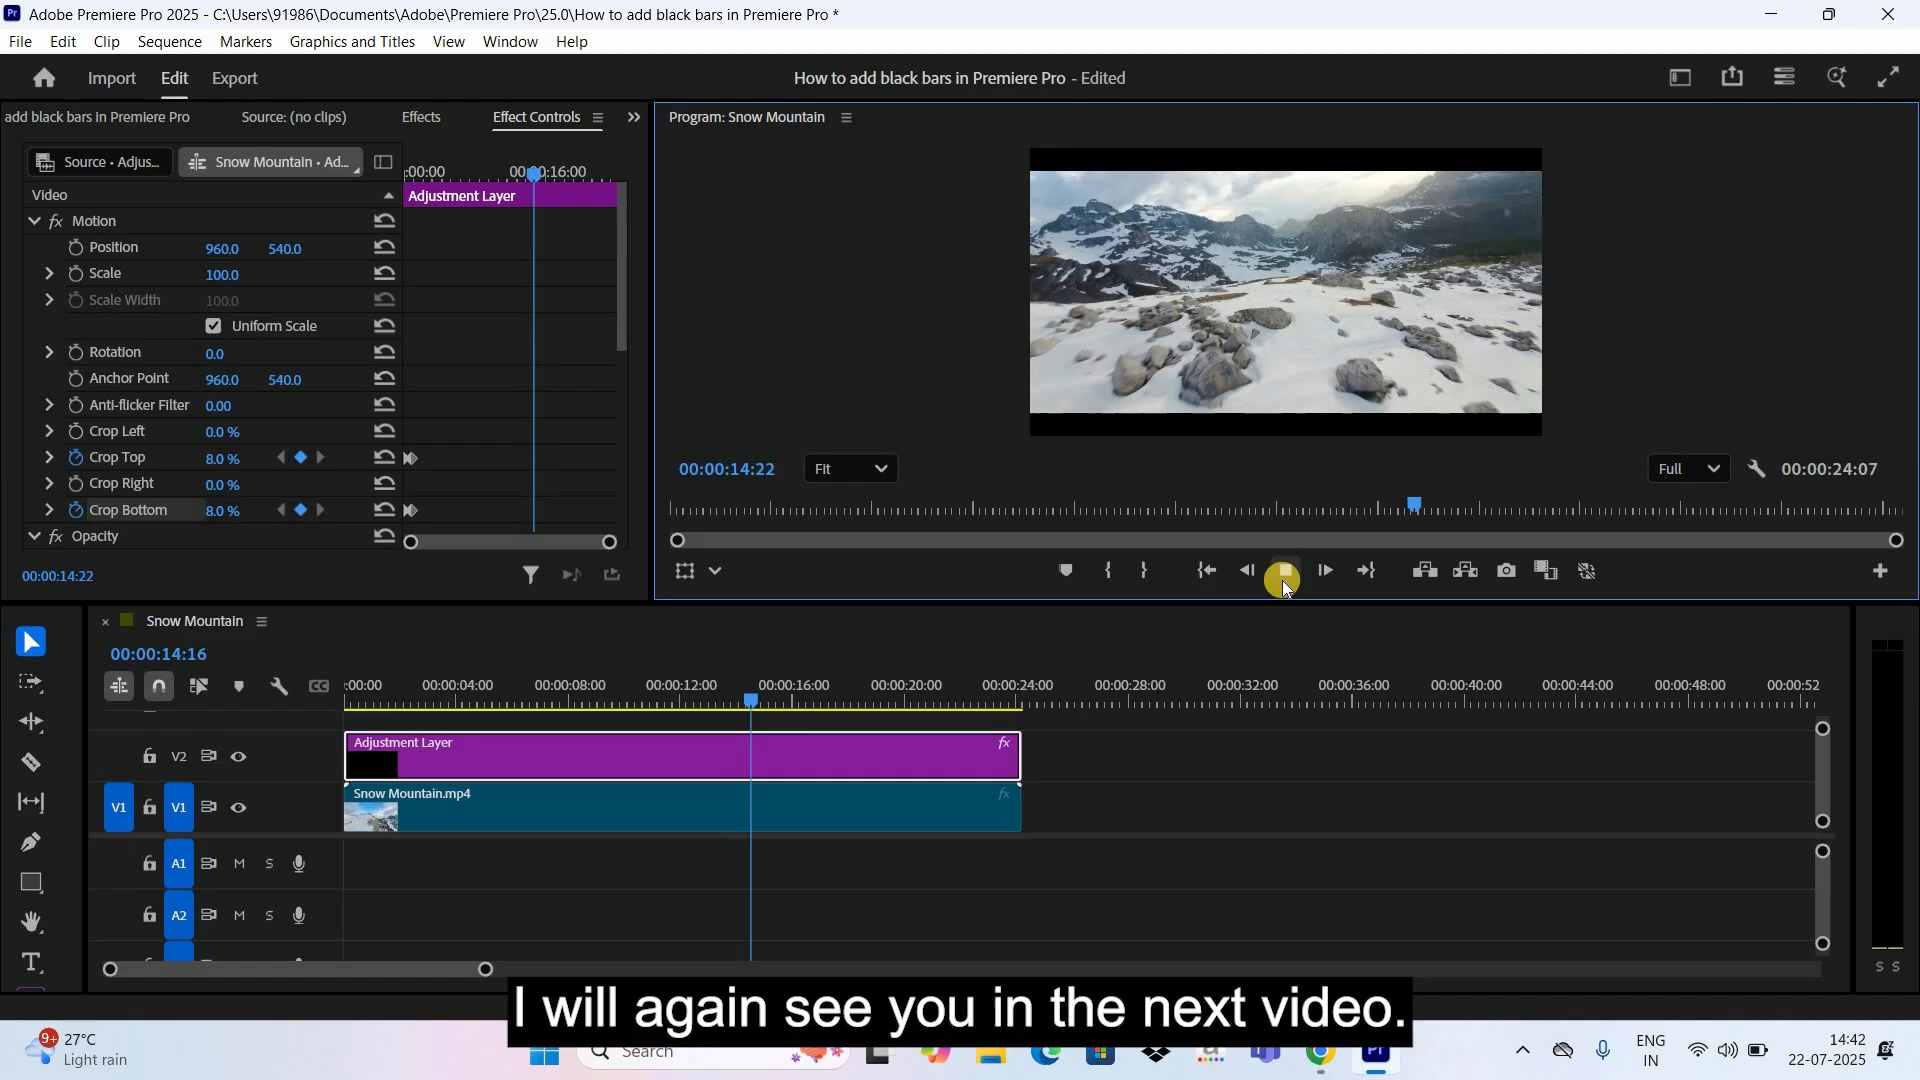 Adobe Premiere Pro 2025 - C:\Users\91986\Documents\Adobe\Premiere Pro\25.0\How to add black bars in Premiere Pro *
File Edit Clip Sequence Markers Graphics and Titles View Window Help
Import Edit Export
How to add black bars in Premiere Pro - Edited
add black bars in Premiere Pro Source: (no clips) Effects Effect Controls
Program: Snow Mountain
Source • Adjus... Snow Mountain • Ad...
:00:00 00:00:16:00
Video
Adjustment Layer
fx Motion
Position 960.0 540.0
Scale 100.0
Scale Width 100.0
Uniform Scale
Rotation 0.0
Anchor Point 960.0 540.0
Anti-flicker Filter 0.00
Crop Left 0.0 %
Crop Top 8.0 %
Crop Right 0.0 %
Crop Bottom 8.0 %
fx Opacity
00:00:14:22
00:00:14:22 Fit Full 00:00:24:07
Snow Mountain
00:00:14:16
:00:00 00:00:04:00 00:00:08:00 00:00:12:00 00:00:16:00 00:00:20:00 00:00:24:00 00:00:28:00 00:00:32:00 00:00:36:00 00:00:40:00 00:00:44:00 00:00:48:00 00:00:52
V2
Adjustment Layer fx
V1 V1
Snow Mountain.mp4 fx
A1 M S
A2 M S
S S
I will again see you in the next video.
9+ 27°C
Light rain
Search
ENG
IN
14:42
22-07-2025